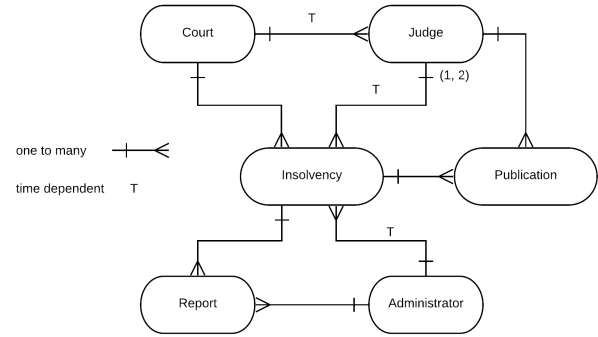 T
Court
Judge
(1, 2)
T
one to many
Insolvency
Publication
time dependent T
T
Report
Administrator